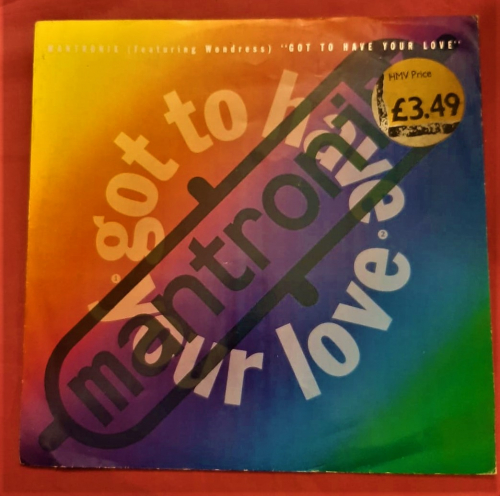 MANTRONIX (Featuring Wondress) "GOT TO HAVE YOUR LOVE"
HMV Price
£3.49
got to have
your love
mantronix